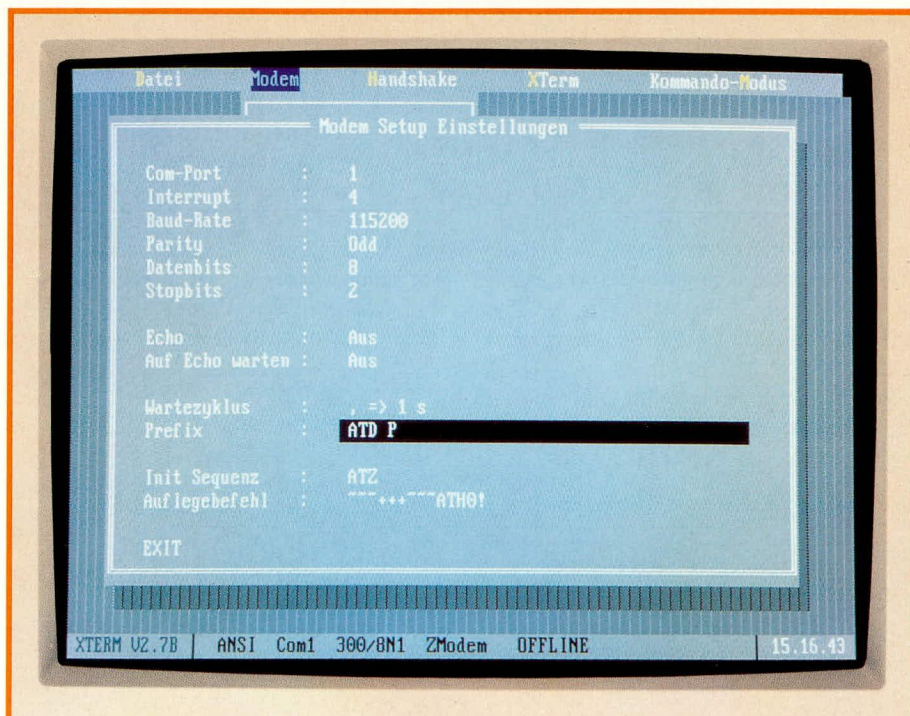 Datei Modem Handshake XTerm Kommando-Modus
Modem Setup Einstellungen
Com-Port : 1
Interrupt : 4
Baud-Rate : 115200
Parity : Odd
Datenbits : 8
Stopbits : 2
Echo : Aus
Auf Echo warten : Aus
Wartezyklus : , => 1 s
Prefix : ATD P
Init Sequenz : ATZ
Auflegebefehl : ~~~+++~~~ATH0!
EXIT
XTERM V2.7B | ANSI Com1 300/8N1 ZModem OFFLINE | 15.16.43